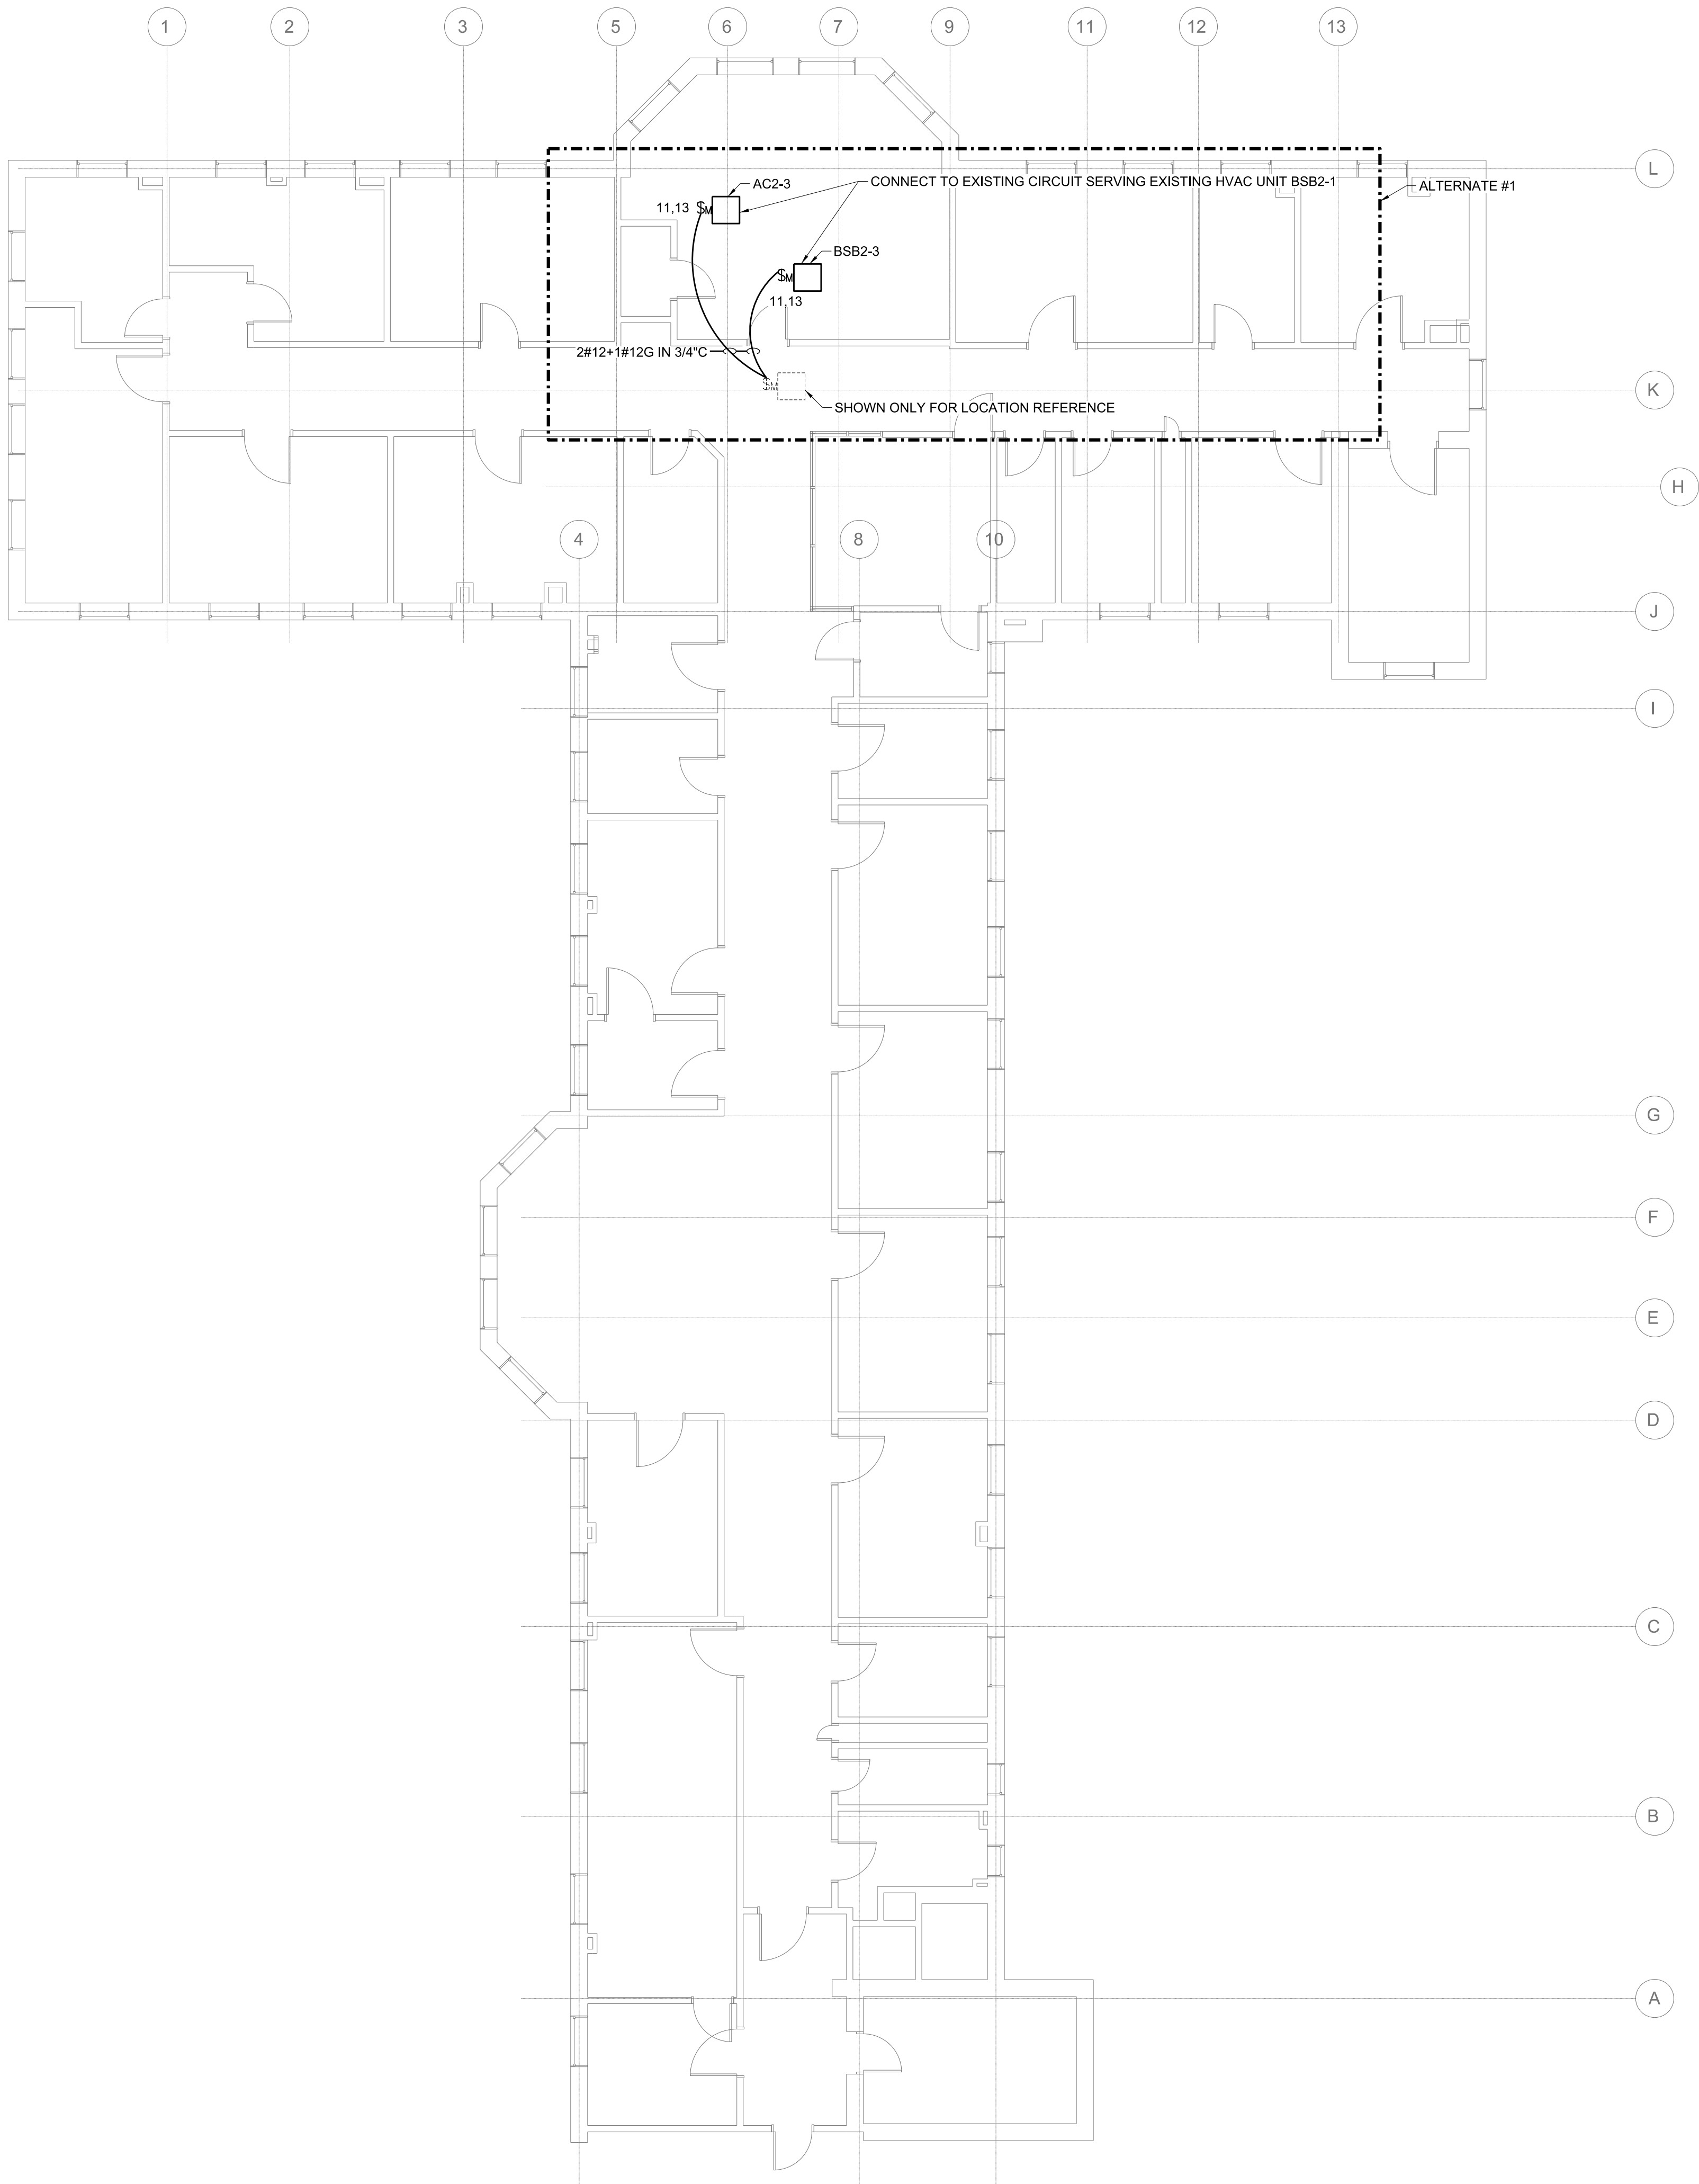 1
2
3
5
6
7
9
11
12
13
L
AC2-3
CONNECT TO EXISTING CIRCUIT SERVING EXISTING HVAC UNIT BSB2-1
ALTERNATE #1
11,13 $M
BSB2-3
$M
11,13
2#12+1#12G IN 3/4"C
K
SHOWN ONLY FOR LOCATION REFERENCE
H
4
8
10
J
I
G
F
E
D
C
B
A